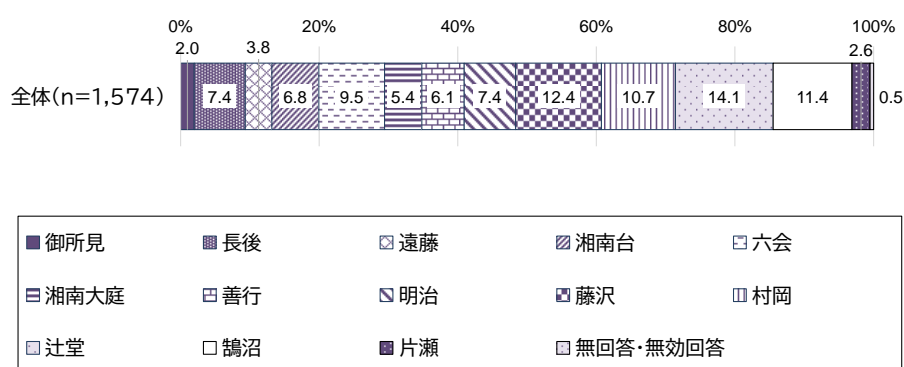 0% 20% 40% 60% 80% 100%
2.0 3.8 2.6
全体(n=1,574) 7.4 6.8 9.5 5.4 6.1 7.4 12.4 10.7 14.1 11.4 0.5
御所見 長後 遠藤 湘南台 六会
湘南大庭 善行 明治 藤沢 村岡
辻堂 鵠沼 片瀬 無回答・無効回答